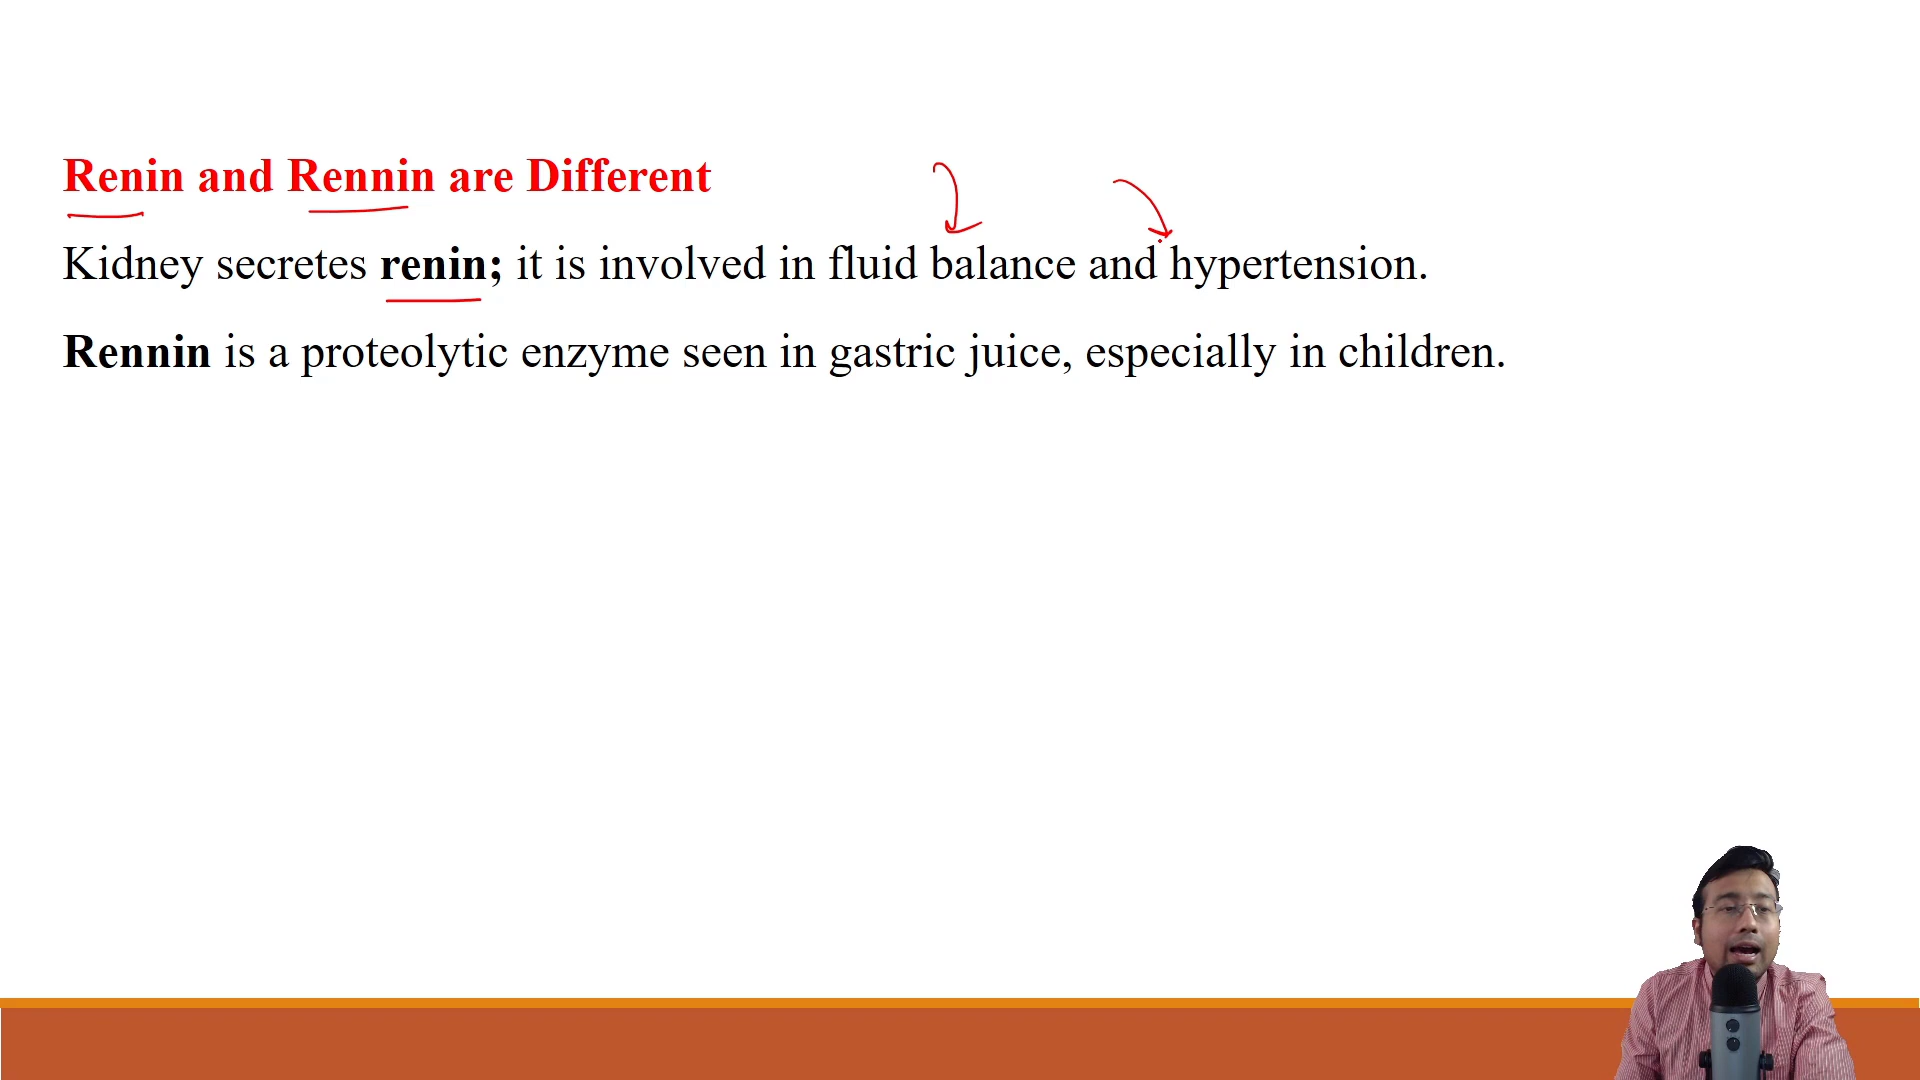 Renin and Rennin are Different
Kidney secretes renin; it is involved in fluid balance and hypertension.
Rennin is a proteolytic enzyme seen in gastric juice, especially in children.